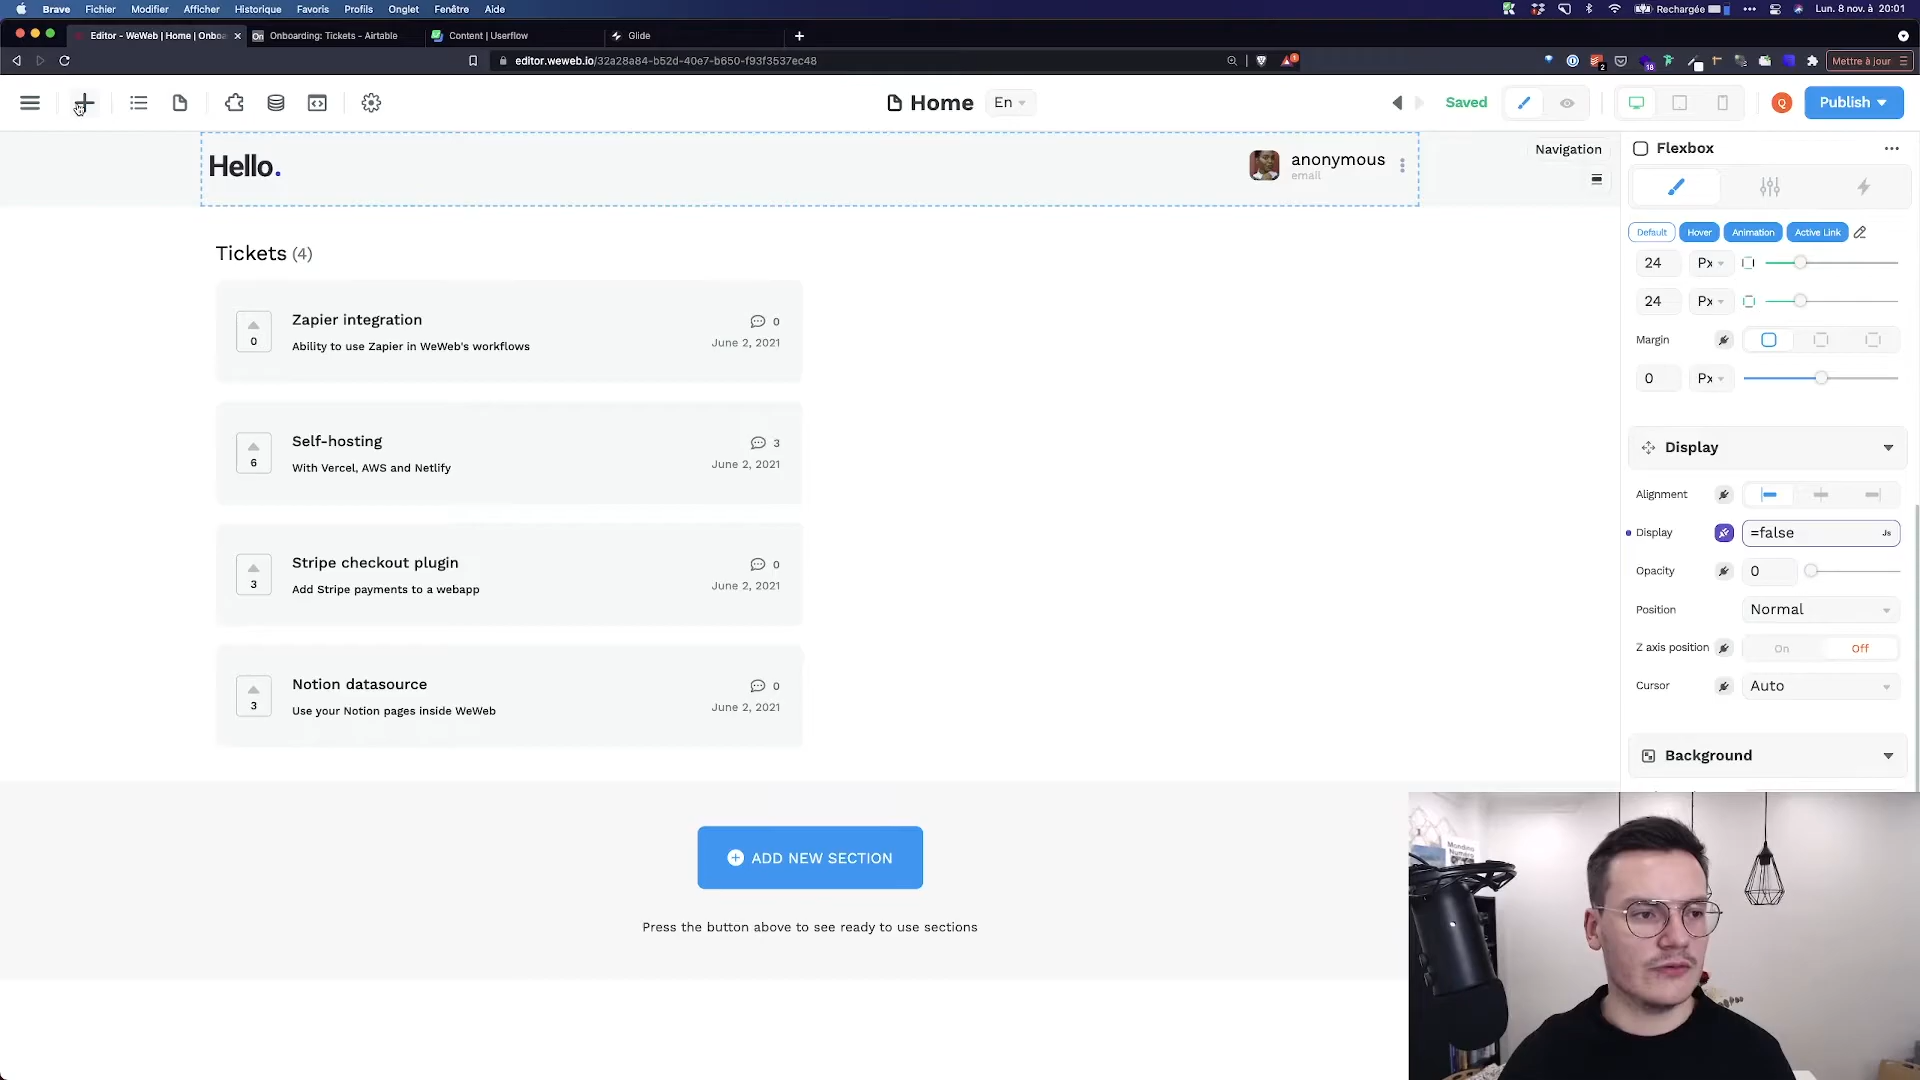 Brave Fichier Modifier Afficher Historique Favoris Profils Onglet Fenêtre Aide
Rechargée Lun. 8 nov. à 20:01
Editor - WeWeb | Home | Onboa
Onboarding: Tickets - Airtable
Content | Userflow
Glide
editor.weweb.io/32a28a84-b52d-40e7-b650-f93f3537ec48
Mettre à jour
Home
En
Saved
Q
Publish
Hello.
anonymous
email
Navigation
Flexbox
Default
Hover
Animation
Active Link
24 Px
24 Px
Margin
0 Px
Display
Alignment
Display =false Js
Opacity 0
Position Normal
Z axis position On Off
Cursor Auto
Background
Tickets (4)
Zapier integration
0
Ability to use Zapier in WeWeb's workflows
0
June 2, 2021
Self-hosting
6
With Vercel, AWS and Netlify
3
June 2, 2021
Stripe checkout plugin
3
Add Stripe payments to a webapp
0
June 2, 2021
Notion datasource
3
Use your Notion pages inside WeWeb
0
June 2, 2021
ADD NEW SECTION
Press the button above to see ready to use sections
Mondino